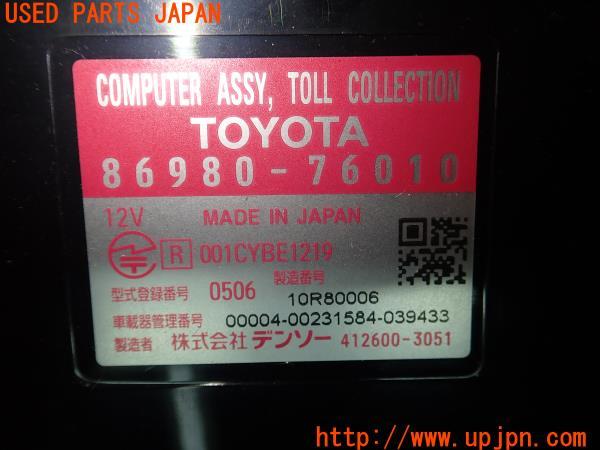 USED PARTS JAPAN
COMPUTER ASSY, TOLL COLLECTION
TOYOTA
86980-76010
12V MADE IN JAPAN
R 001CYBE1219
型式登録番号 0506 製造番号 10R80006
車載器管理番号 00004-00231584-039433
製造者 株式会社デンソー 412600-3051
http://www.upjpn.com